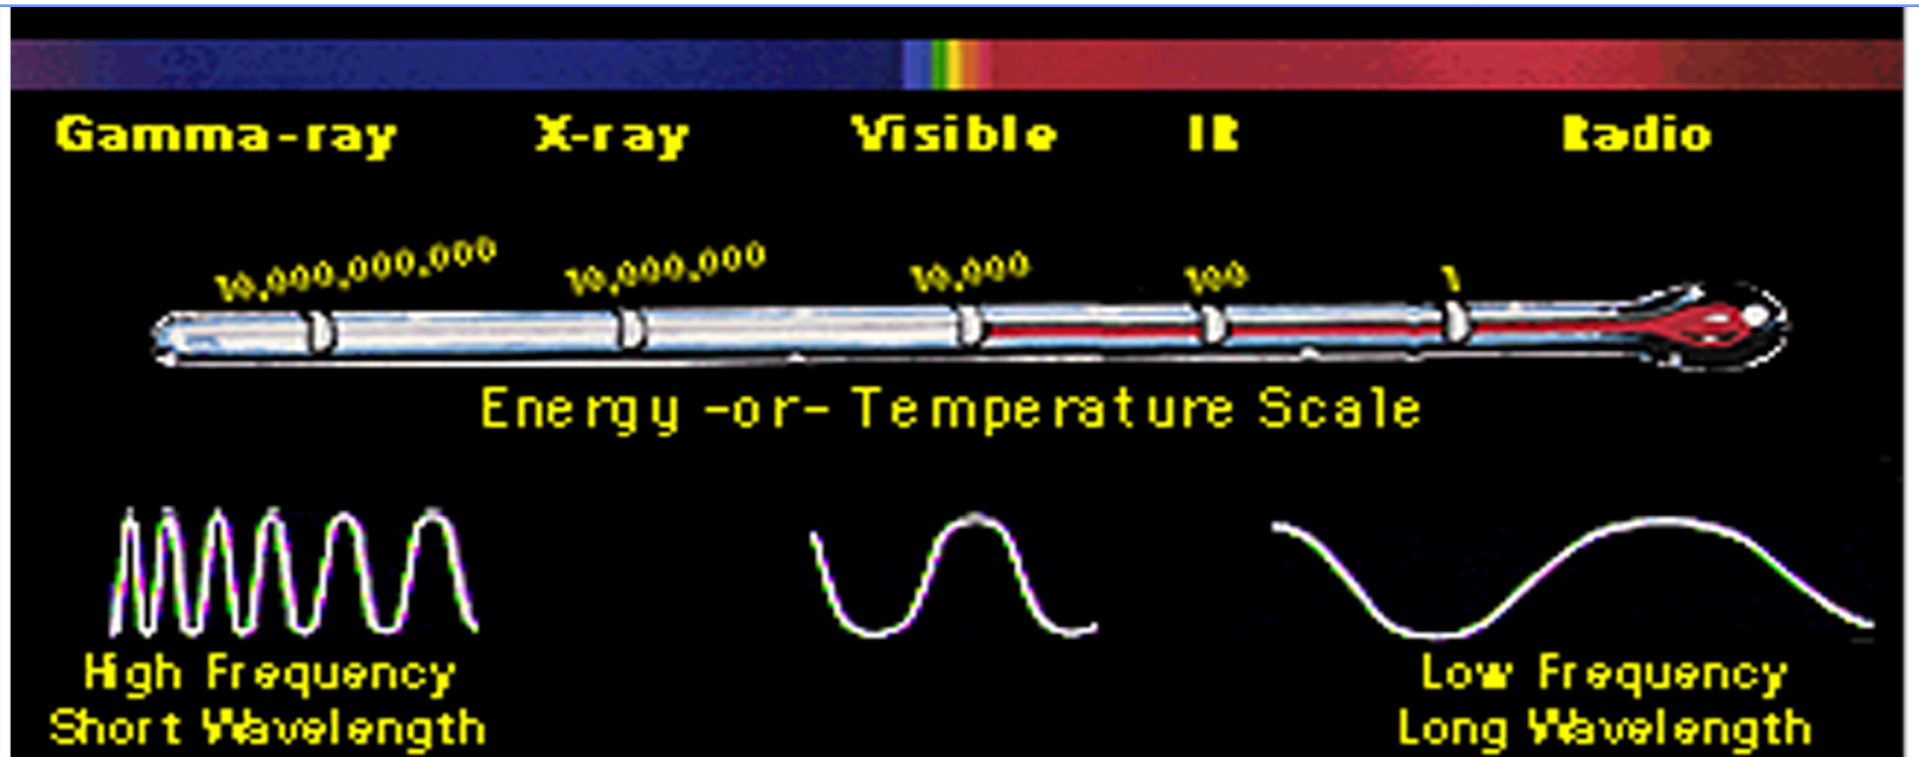 Gamma-ray X-ray Visible IR Radio
10,000,000,000 10,000,000 10,000 100 1
Energy -or- Temperature Scale
High Frequency Low Frequency
Short Wavelength Long Wavelength